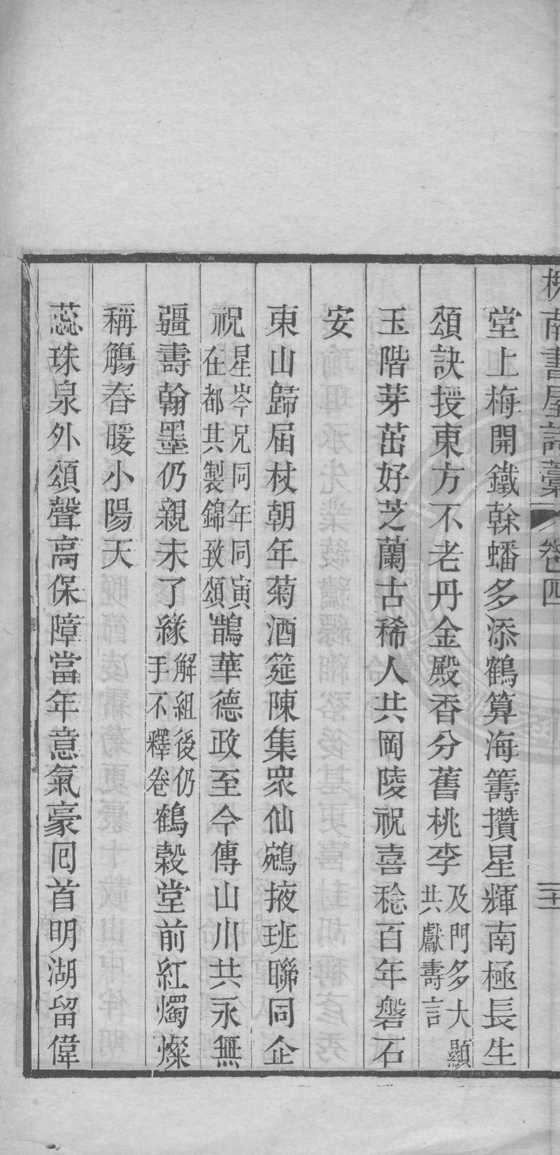 南書屋詩藁 卷四
堂上梅開鐵榦蟠多添鶴算海籌攢星輝南極長生
頌訣授東方不老丹金殿香分舊桃李及門多大顯共獻壽言
玉階芽茁好芝蘭古稀人共岡陵祝喜稔百年磐石
安
東山歸屆杖朝年菊酒筵陳集衆仙鵷掖班聯同企
祝星岑兄同年同寅在都共製錦致頌鵲華德政至今傳山川共永無
疆壽翰墨仍親未了緣解組後仍手不釋卷鶴縠堂前紅燭燦
稱觴春暖小陽天
蕊珠泉外頌聲高保障當年意氣豪囘首明湖留偉